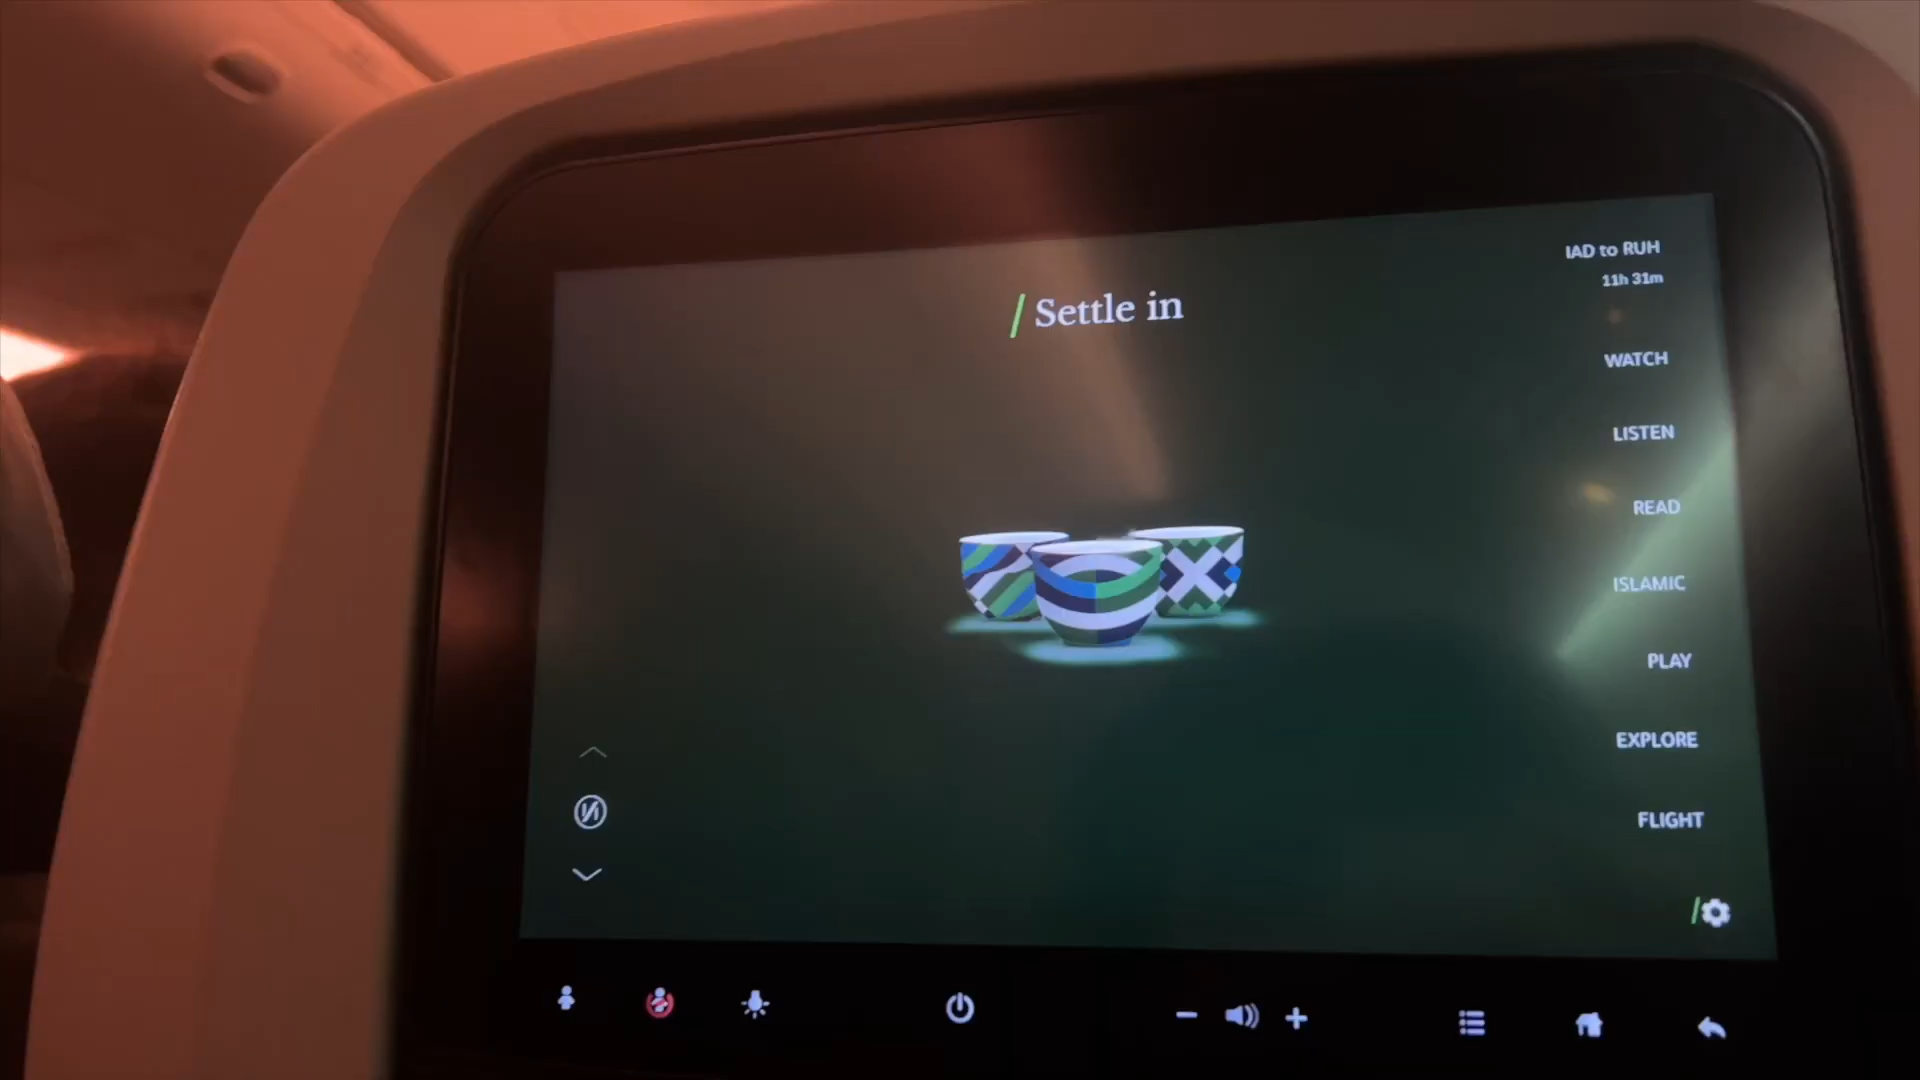 IAD to RUH
11h 31m
/ Settle in
WATCH
LISTEN
READ
ISLAMIC
PLAY
EXPLORE
FLIGHT